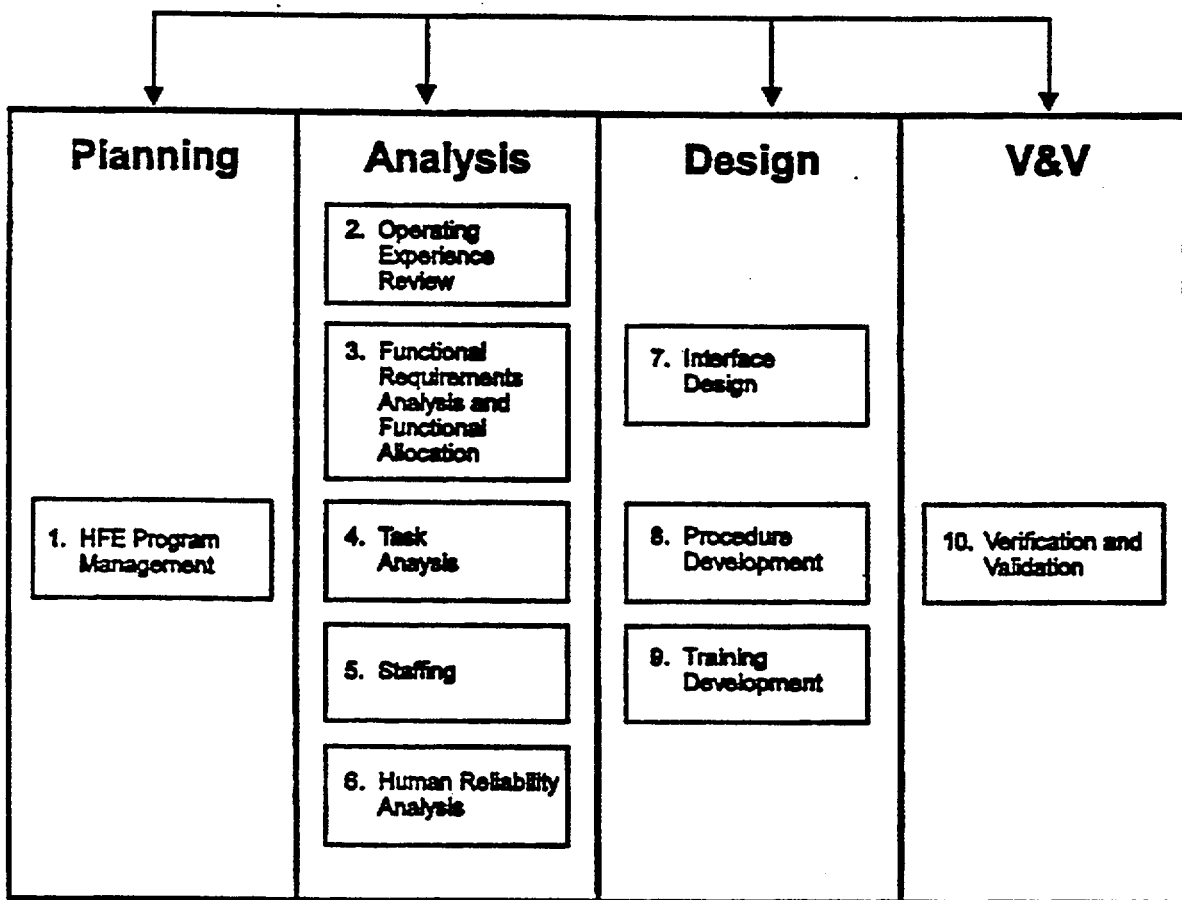 Planning
Analysis
Design
V&V
1. HFE Program
Management
2. Operating
Experience
Review
3. Functional
Requirements
Analysis and
Functional
Allocation
4. Task
Anaysis
5. Staffing
6. Human Reliability
Analysis
7. Interface
Design
8. Procedure
Development
9. Training
Development
10. Verification and
Validation